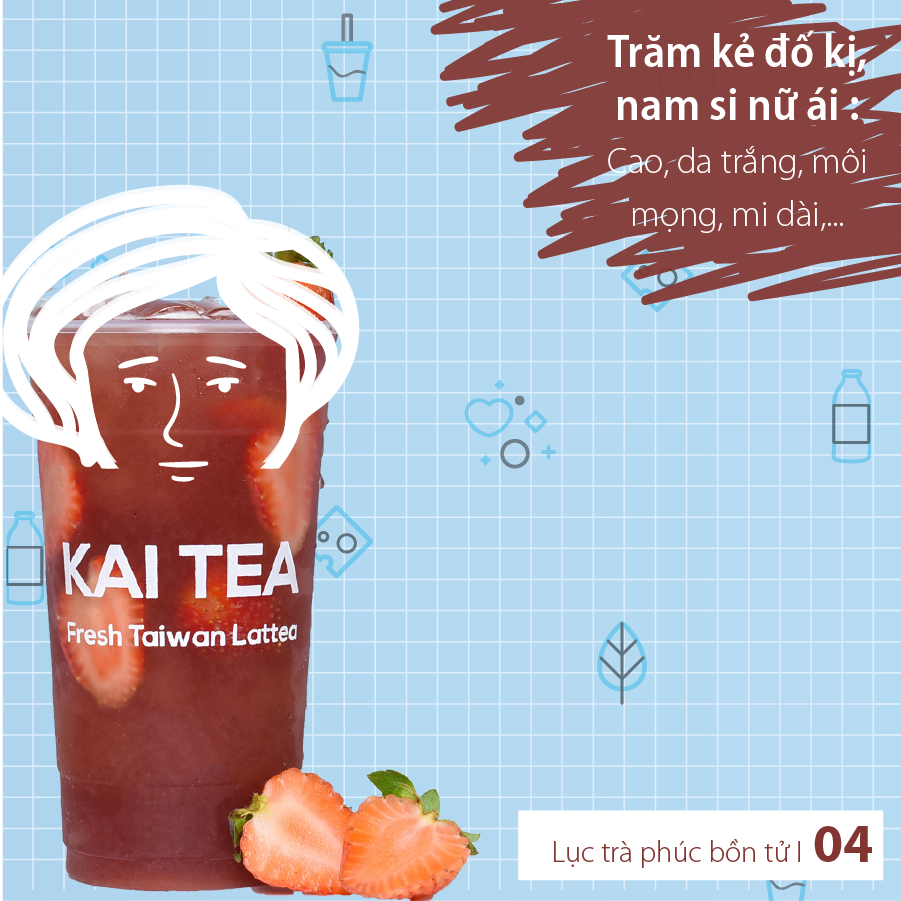 Trăm kẻ đố kị,
nam si nữ ái :
Cao, da trắng, môi
mọng, mi dài,...
KAI TEA
Fresh Taiwan Lattea
Lục trà phúc bồn tử l 04